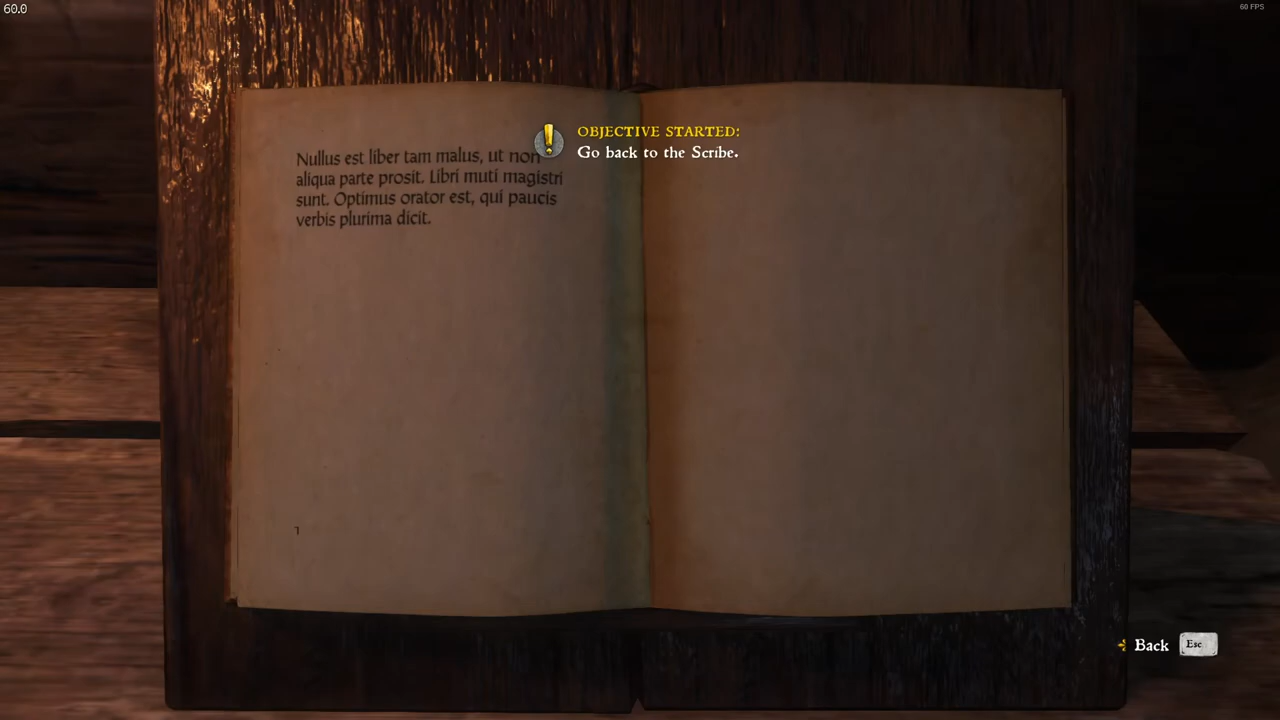 60.0
60 FPS
OBJECTIVE STARTED:
Go back to the Scribe.
Nullus est liber tam malus, ut non
aliqua parte prosit. Libri muti magistri
sunt. Optimus orator est, qui paucis
verbis plurima dicit.
1
Back Esc